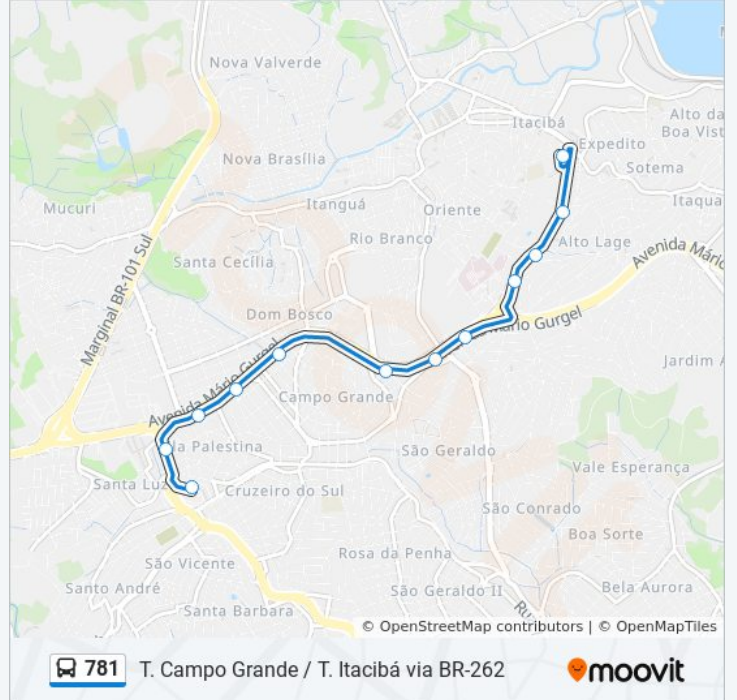 Nova Valverde
Itacibá
Alto da
Boa Vist
Expedito
Nova Brasília
Sotema
Mucuri
Itanguá
Oriente
Itaqua
Rio Branco
Alto Lage
Avenida Mário
Santa Cecília
Marginal BR-101 Sul
Dom Bosco
Mário Gurgel
Avenida Mário Gurgel
Jardim A
Campo Grande
la Palestina
São Geraldo
Vale Esperança
Santa Luz
Cruzeiro do Sul
São Conrado
Boa Sorte
Rosa da Penha
São Vicente
Santo André
São Geraldo II
Bela Aurora
Santa Barbara
Ru
© OpenStreetMap contributors | © OpenMapTiles
781 T. Campo Grande / T. Itacibá via BR-262
moovit